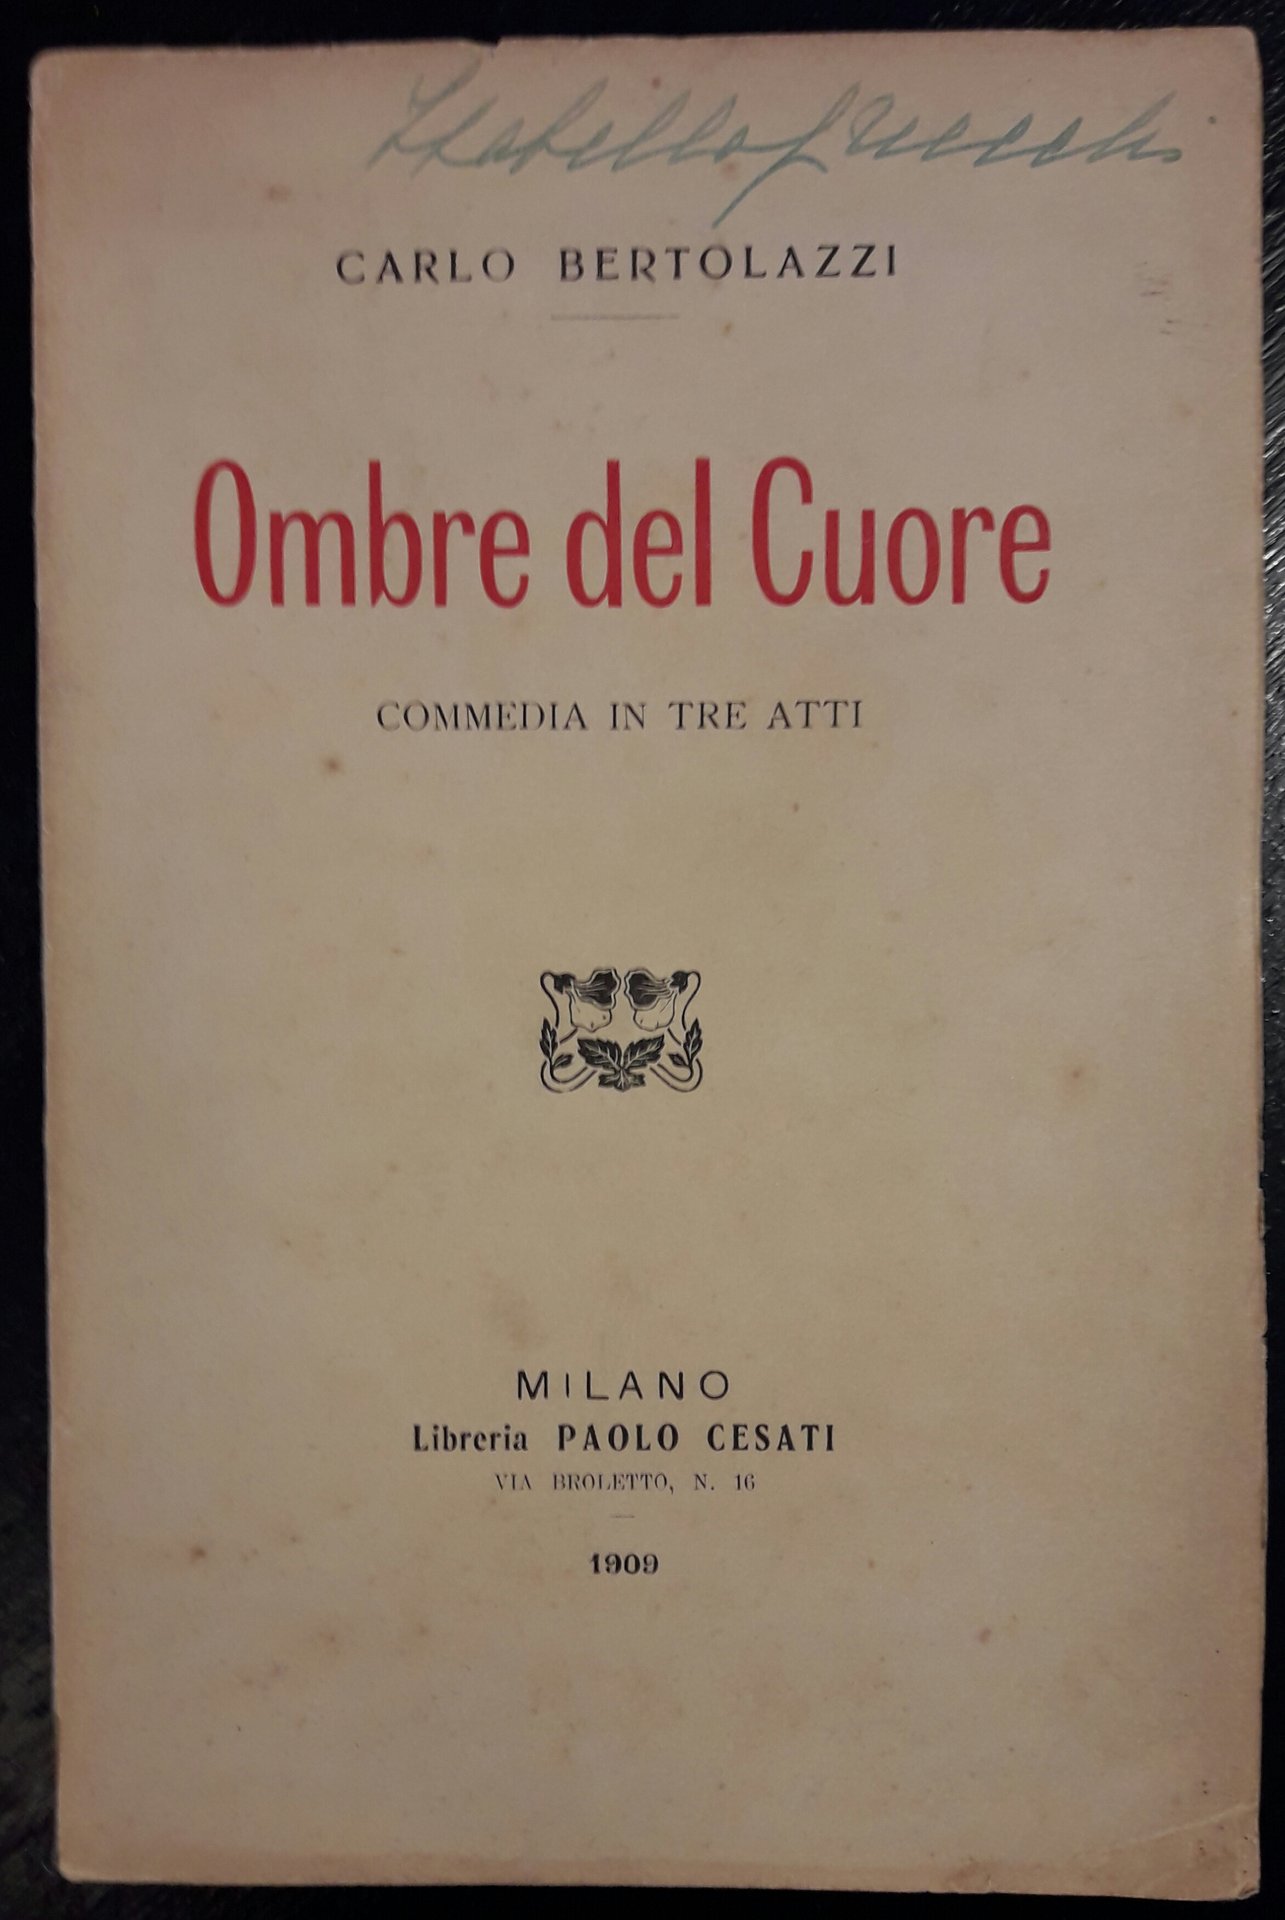 CARLO BERTOLAZZI
Ombre del Cuore
COMMEDIA IN TRE ATTI
MILANO
Libreria PAOLO CESATI
VIA BROLETTO, N. 16
1909